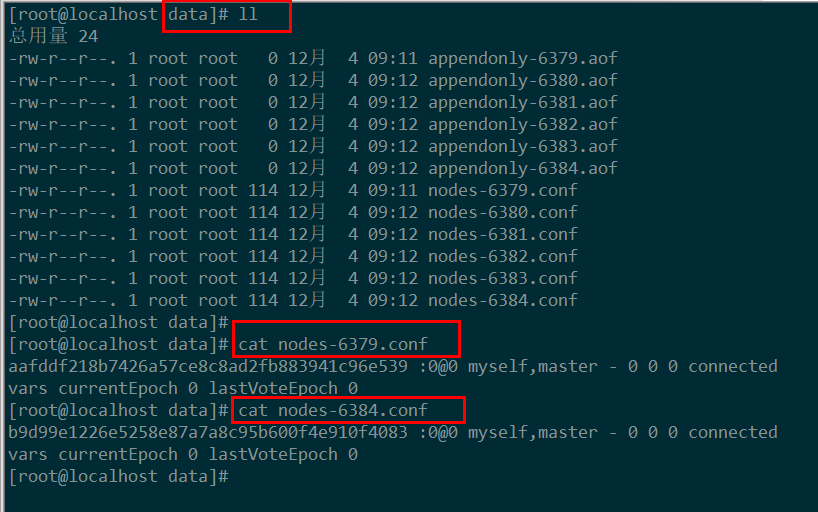 [root@localhost data]# ll
总用量 24
-rw-r--r--. 1 root root   0 12月  4 09:11 appendonly-6379.aof
-rw-r--r--. 1 root root   0 12月  4 09:12 appendonly-6380.aof
-rw-r--r--. 1 root root   0 12月  4 09:12 appendonly-6381.aof
-rw-r--r--. 1 root root   0 12月  4 09:12 appendonly-6382.aof
-rw-r--r--. 1 root root   0 12月  4 09:12 appendonly-6383.aof
-rw-r--r--. 1 root root   0 12月  4 09:12 appendonly-6384.aof
-rw-r--r--. 1 root root 114 12月  4 09:11 nodes-6379.conf
-rw-r--r--. 1 root root 114 12月  4 09:12 nodes-6380.conf
-rw-r--r--. 1 root root 114 12月  4 09:12 nodes-6381.conf
-rw-r--r--. 1 root root 114 12月  4 09:12 nodes-6382.conf
-rw-r--r--. 1 root root 114 12月  4 09:12 nodes-6383.conf
-rw-r--r--. 1 root root 114 12月  4 09:12 nodes-6384.conf
[root@localhost data]#
[root@localhost data]# cat nodes-6379.conf
aafddf218b7426a57ce8c8ad2fb883941c96e539 :0@0 myself,master - 0 0 0 connected
vars currentEpoch 0 lastVoteEpoch 0
[root@localhost data]# cat nodes-6384.conf
b9d99e1226e5258e87a7a8c95b600f4e910f4083 :0@0 myself,master - 0 0 0 connected
vars currentEpoch 0 lastVoteEpoch 0
[root@localhost data]#